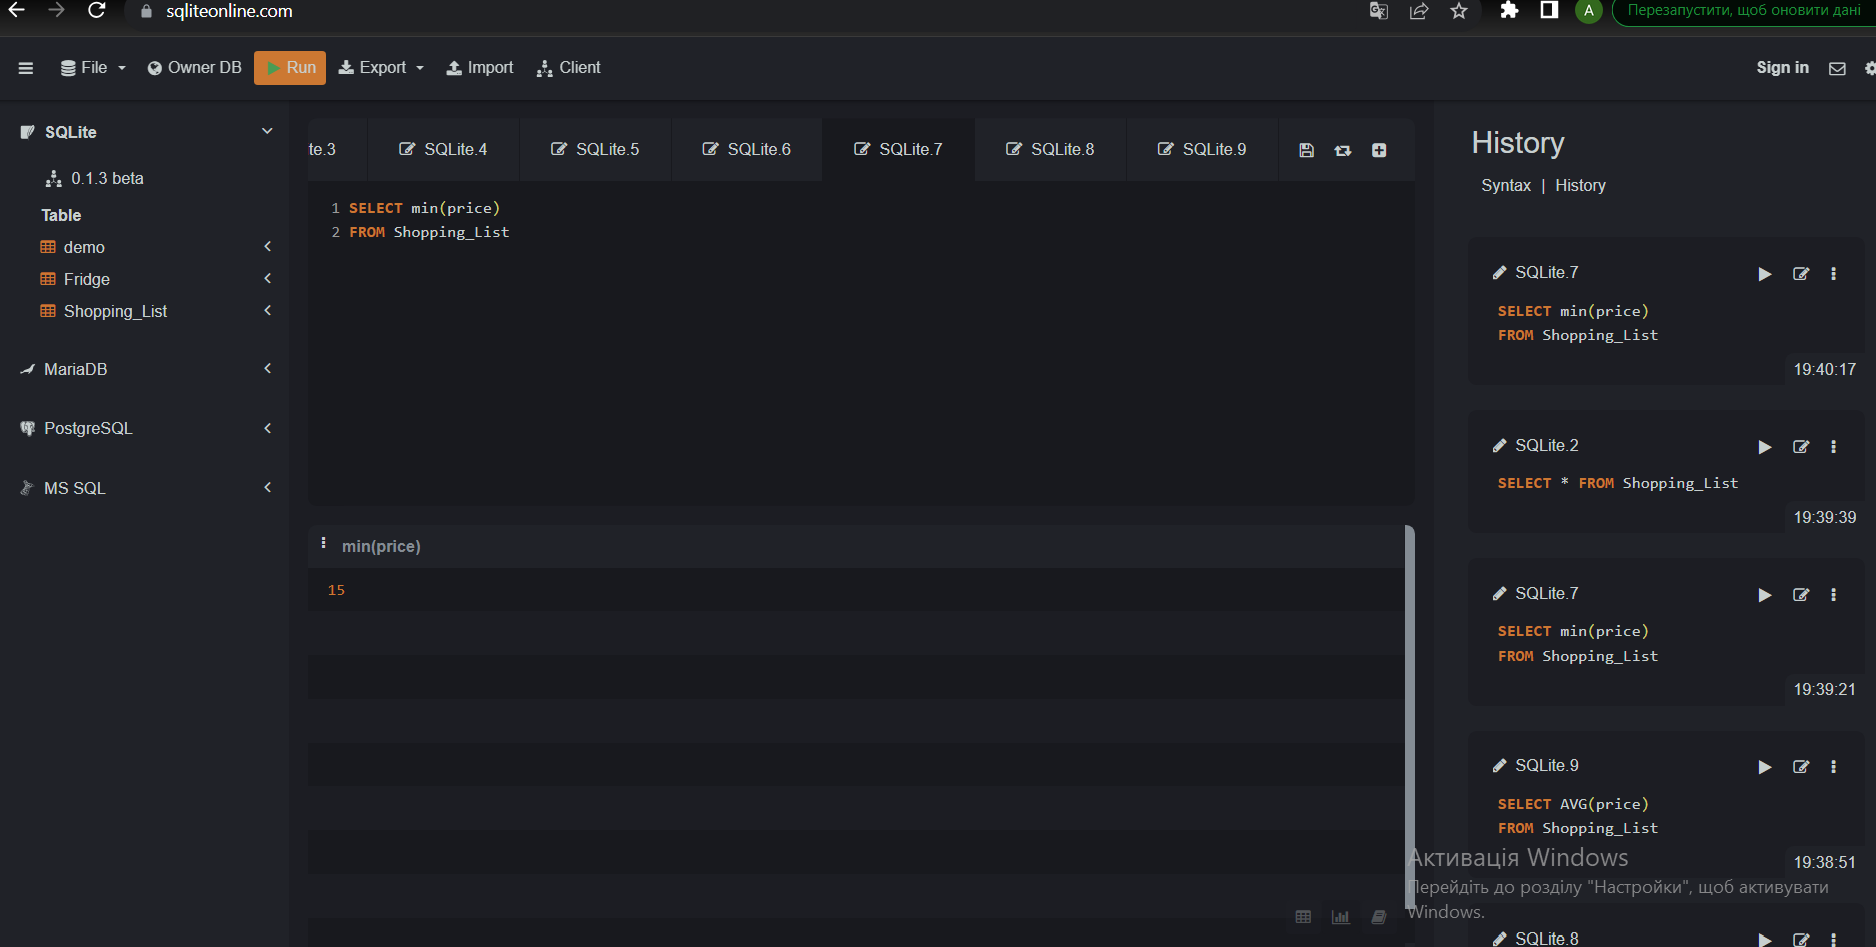 sqliteonline.com
Перезапустити, щоб оновити дані
File
Owner DB
Run
Export
Import
Client
Sign in
SQLite
0.1.3 beta
Table
demo
Fridge
Shopping_List
MariaDB
PostgreSQL
MS SQL
te.3
SQLite.4
SQLite.5
SQLite.6
SQLite.7
SQLite.8
SQLite.9
1 SELECT min(price)
2 FROM Shopping_List
min(price)
15
History
Syntax | History
SQLite.7
SELECT min(price)
FROM Shopping_List
19:40:17
SQLite.2
SELECT * FROM Shopping_List
19:39:39
SQLite.7
SELECT min(price)
FROM Shopping_List
19:39:21
SQLite.9
SELECT AVG(price)
FROM Shopping_List
19:38:51
SQLite.8
A
Активація Windows
Перейдіть до розділу "Настройки", щоб активувати
Windows.